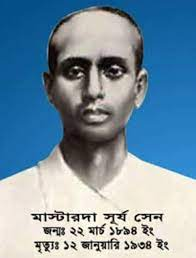 মাস্টারদা সূর্য সেন
জন্মঃ ২২ মার্চ ১৮৯৪ ইং
মৃত্যুঃ ১২ জানুয়ারি ১৯৩৪ ইং